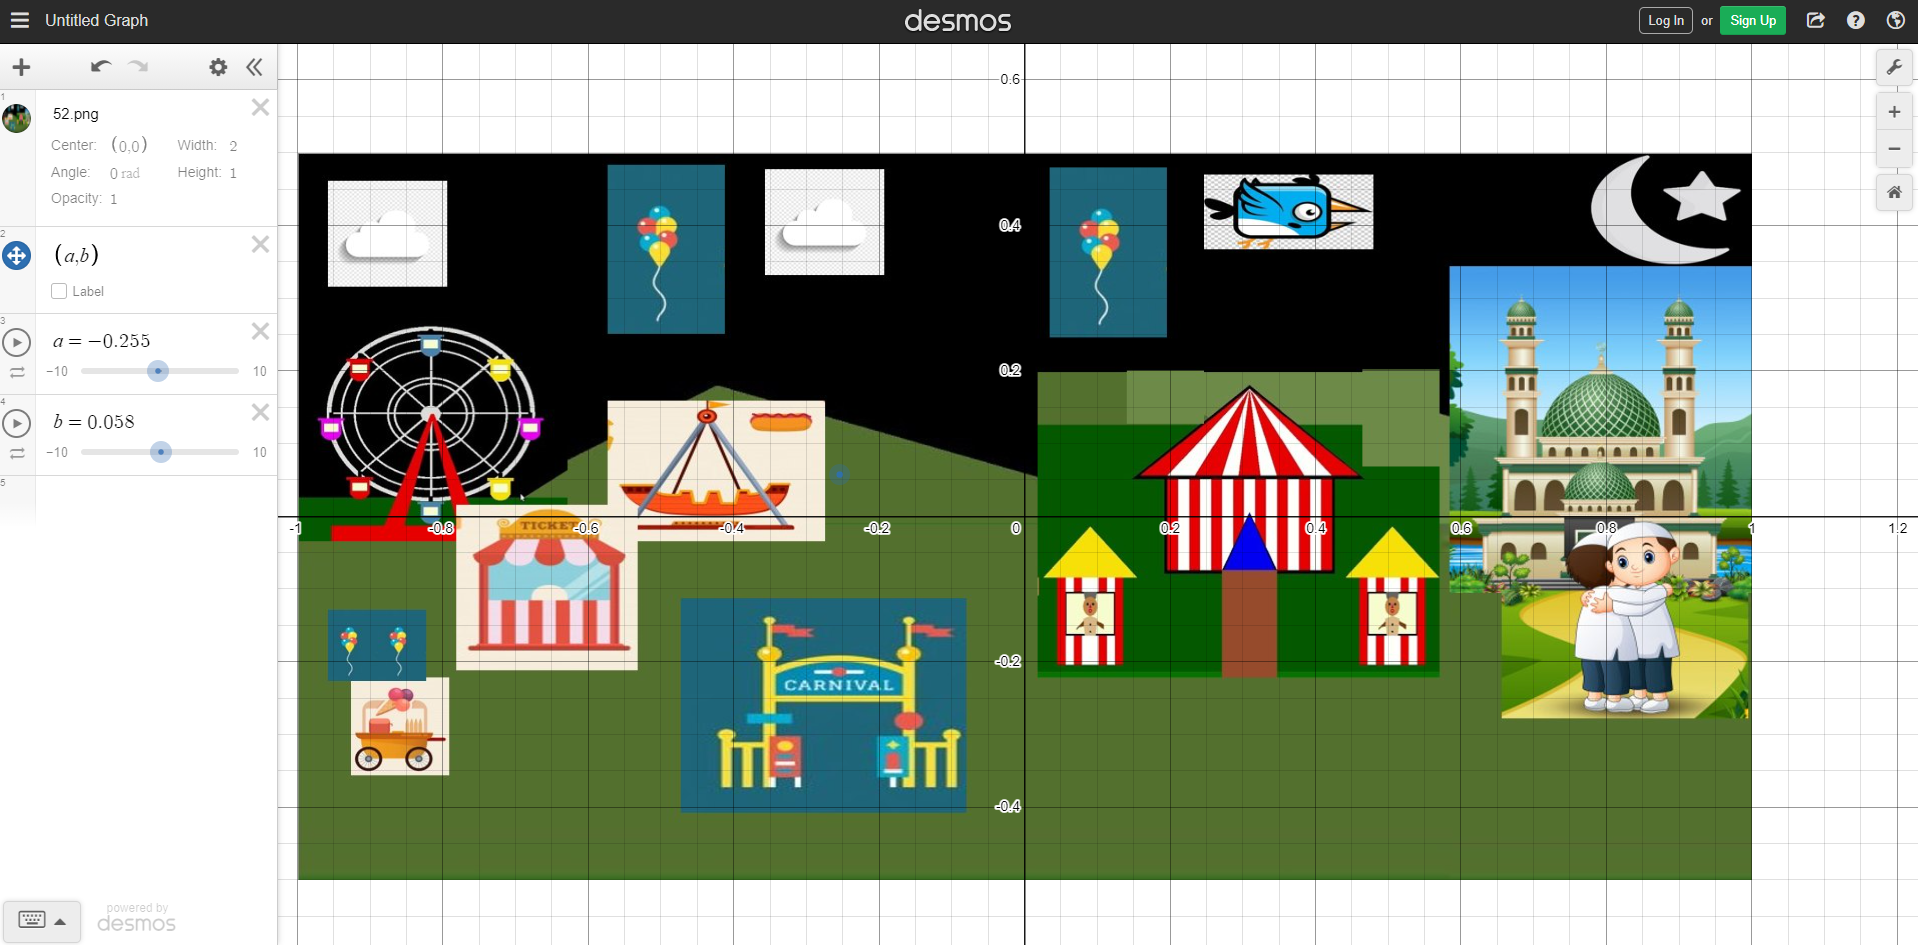 Untitled Graph
desmos
Log In or Sign Up
1
52.png
Center: (0,0) Width: 2
Angle: 0 rad Height: 1
Opacity: 1
2
(a,b)
Label
3
a = −0.255
−10 10
4
b = 0.058
−10 10
5
powered by
desmos
0.6
0.4
0.2
-1 -0.8 -0.6 -0.4 -0.2 0 0.2 0.4 0.6 0.8 1 1.2
-0.2
-0.4
TICKET
CARNIVAL